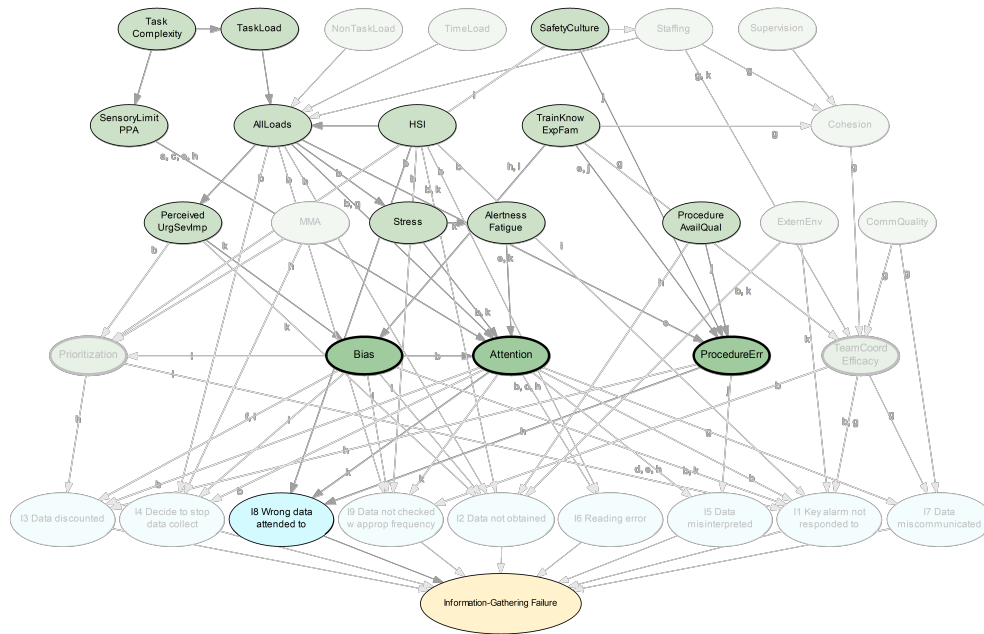 Task
Complexity
TaskLoad
NonTaskLoad
TimeLoad
SafetyCulture
Staffing
Supervision
g, k
g
i
j
SensoryLimit
PPA
AllLoads
HSI
TrainKnow
ExpFam
g
Cohesion
h, i
e, j
g
g
b, g
b, k
Perceived
UrgSevImp
MMA
Stress
Alertness
Fatigue
Procedure
AvailQual
ExternEnv
CommQuality
b
k
k
e, k
i
j
g
g
h
b, k
h
k
b, k
k
Prioritization
Bias
b
Attention
ProcedureErr
TeamCoord
Efficacy
b
h
g
h
g
h
k
k
d, e, h
b, k
b
b
b
I3 Data discounted
I4 Decide to stop
data collect
I8 Wrong data
attended to
I9 Data not checked
w approp frequency
I2 Data not obtained
I6 Reading error
I5 Data
misinterpreted
I1 Key alarm not
responded to
I7 Data
miscommunicated
Information-Gathering Failure